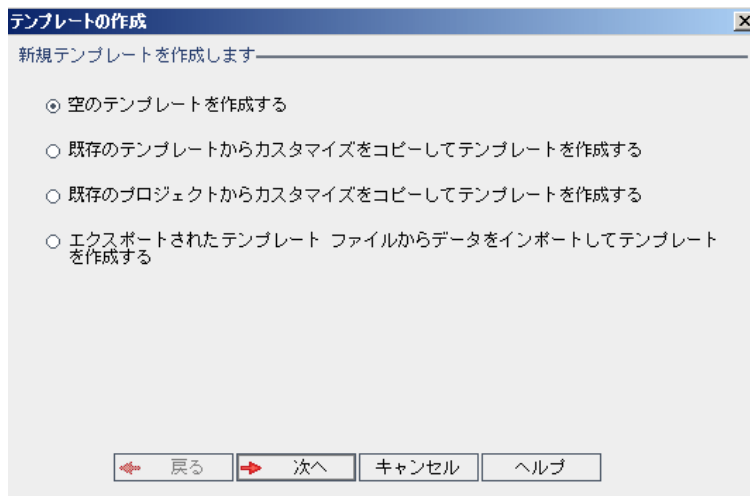 テンプレートの作成
新規テンプレートを作成します
空のテンプレートを作成する
既存のテンプレートからカスタマイズをコピーしてテンプレートを作成する
既存のプロジェクトからカスタマイズをコピーしてテンプレートを作成する
エクスポートされたテンプレート ファイルからデータをインポートしてテンプレート
を作成する
戻る 次へ キャンセル ヘルプ